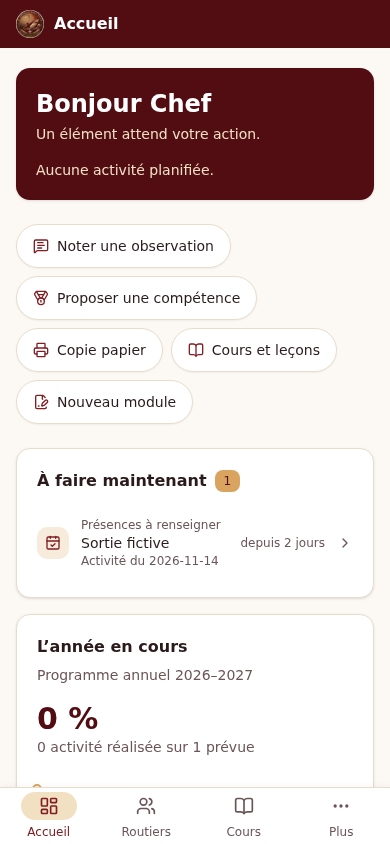 Accueil
Bonjour Chef
Un élément attend votre action.
Aucune activité planifiée.
Noter une observation
Proposer une compétence
Copie papier
Cours et leçons
Nouveau module
À faire maintenant 1
Présences à renseigner
Sortie fictive
depuis 2 jours
Activité du 2026-11-14
L’année en cours
Programme annuel 2026–2027
0 %
0 activité réalisée sur 1 prévue
Accueil
Routiers
Cours
Plus